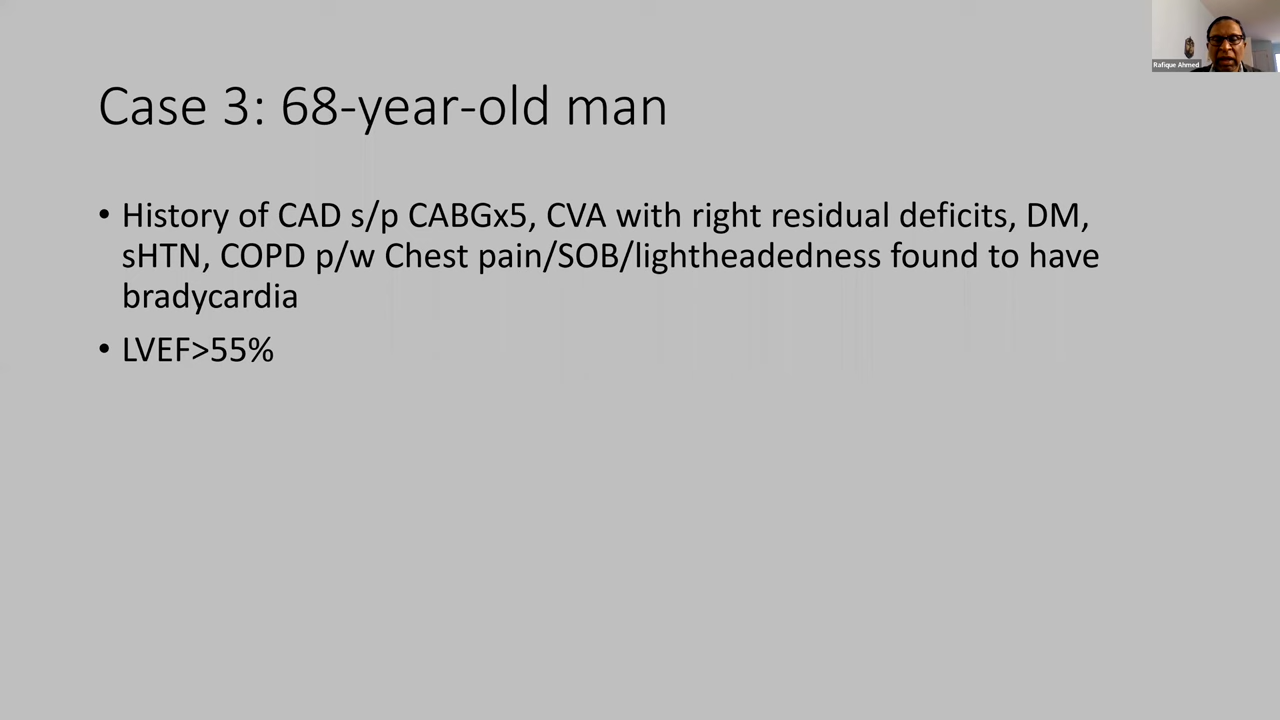 Rafique Ahmed
Case 3: 68-year-old man
• History of CAD s/p CABGx5, CVA with right residual deficits, DM,
sHTN, COPD p/w Chest pain/SOB/lightheadedness found to have
bradycardia
• LVEF>55%